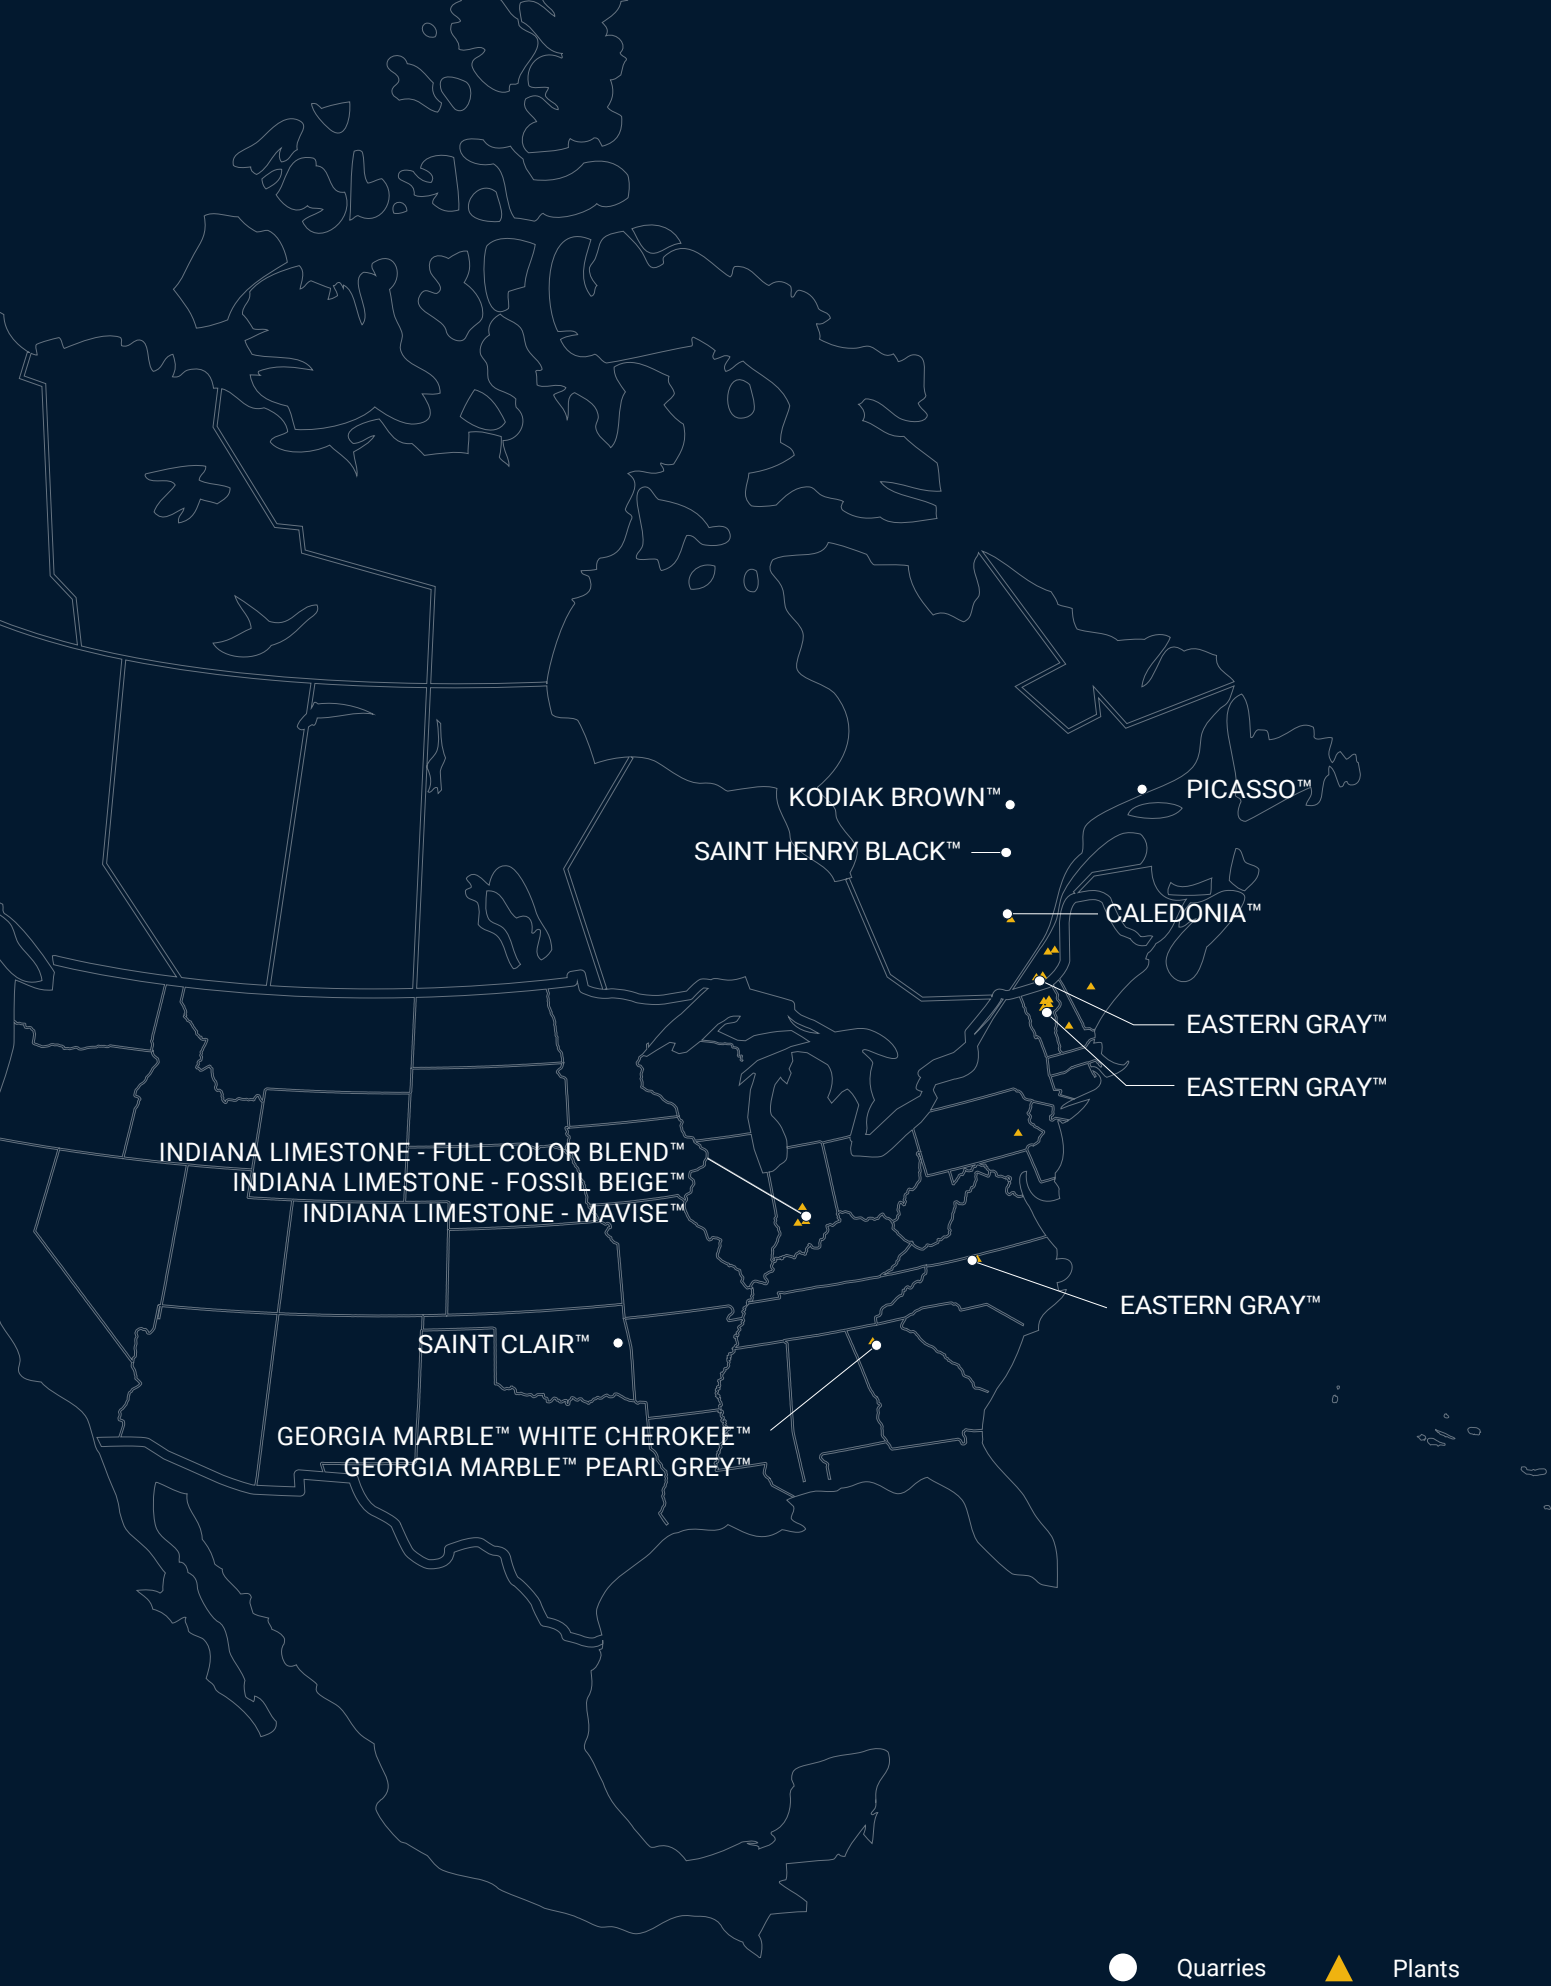 KODIAK BROWN™
PICASSO™
SAINT HENRY BLACK™
CALEDONIA™
EASTERN GRAY™
EASTERN GRAY™
INDIANA LIMESTONE - FULL COLOR BLEND™
INDIANA LIMESTONE - FOSSIL BEIGE™
INDIANA LIMESTONE - MAVISE™
EASTERN GRAY™
SAINT CLAIR™
GEORGIA MARBLE™ WHITE CHEROKEE™
GEORGIA MARBLE™ PEARL GREY™
Quarries
Plants